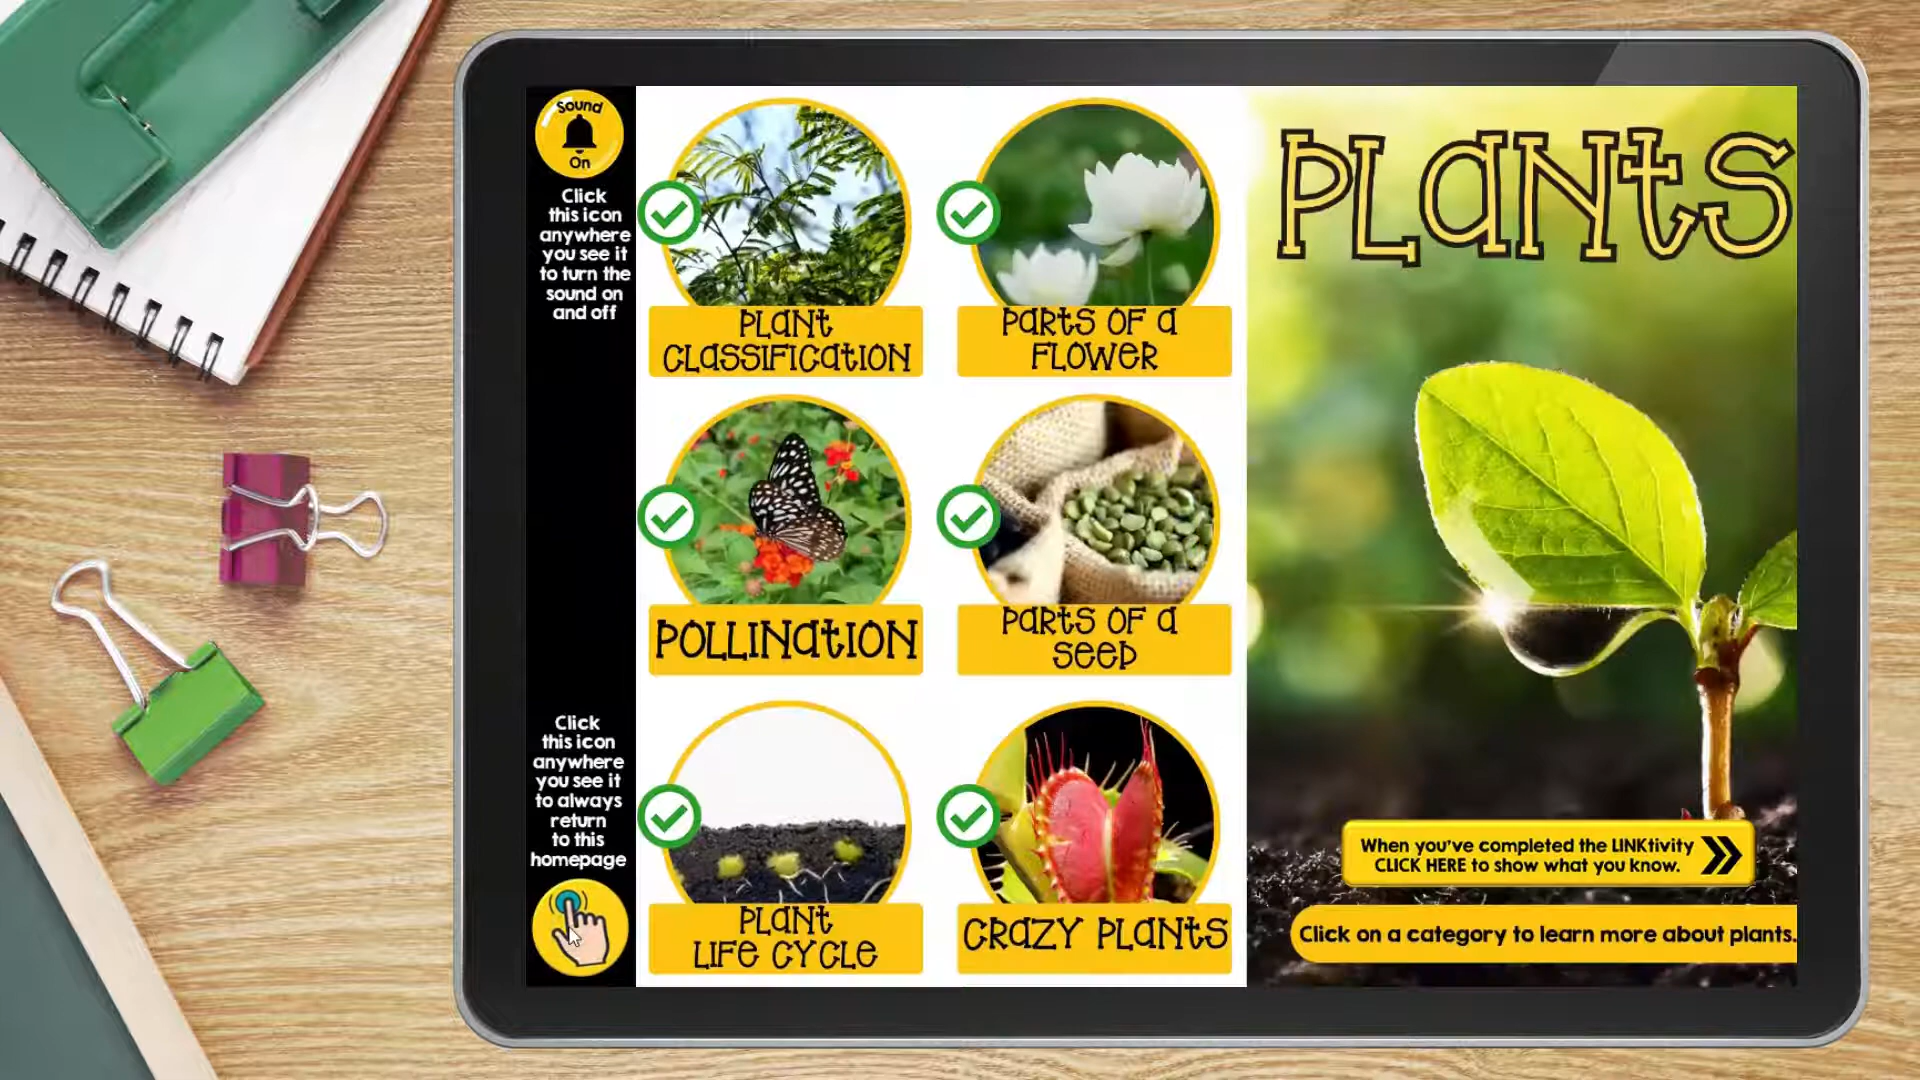 Sound
On
Click
this icon
anywhere
you see it
to turn the
sound on
and off
Click
this icon
anywhere
you see it
to always
return
to this
homepage
PLaNtS
PLaNt
CLaSSIFICatION
PaRtS OF a
FLOWER
POLLINatION
PaRtS OF a
SEED
PLaNt
LIFE CYCLE
CRaZY PLaNtS
When you've completed the LINKtivity
CLICK HERE to show what you know.
Click on a category to learn more about plants.